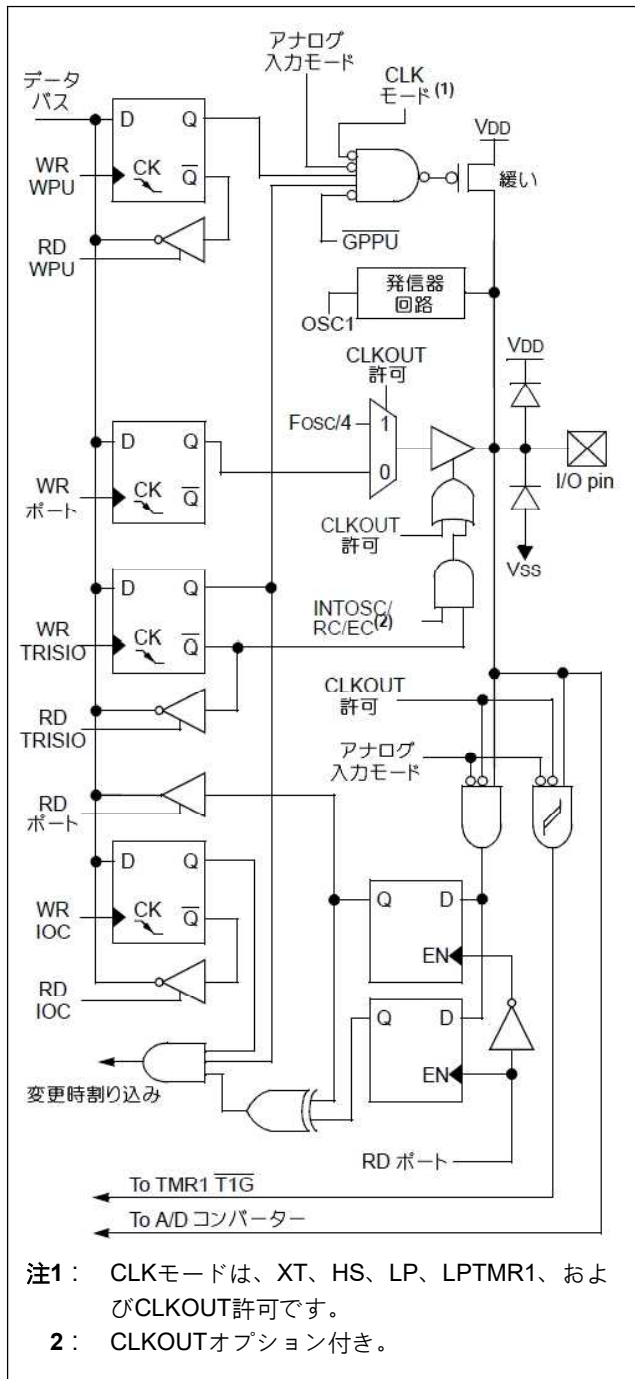 アナログ
入力モード
CLK
モード(1)
データ
バス
D Q
WR
WPU
CK Q
RD
WPU
VDD
緩い
GPPU
発信器
回路
OSC1
CLKOUT
許可
VDD
FOSC/4
1
0
D Q
WR
ポート
CK Q
I/O pin
CLKOUT
許可
VSS
D Q
WR
TRISIO
CK Q
INTOSC/
RC/EC(2)
RD
TRISIO
CLKOUT
許可
アナログ
入力モード
RD
ポート
D Q
WR
IOC
CK Q
RD
IOC
Q D
EN
Q D
EN
変更時割り込み
RD ポート
To TMR1 T1G
To A/D コンバーター
注1： CLKモードは、XT、HS、LP、LPTMR1、およ
びCLKOUT許可です。
2： CLKOUTオプション付き。